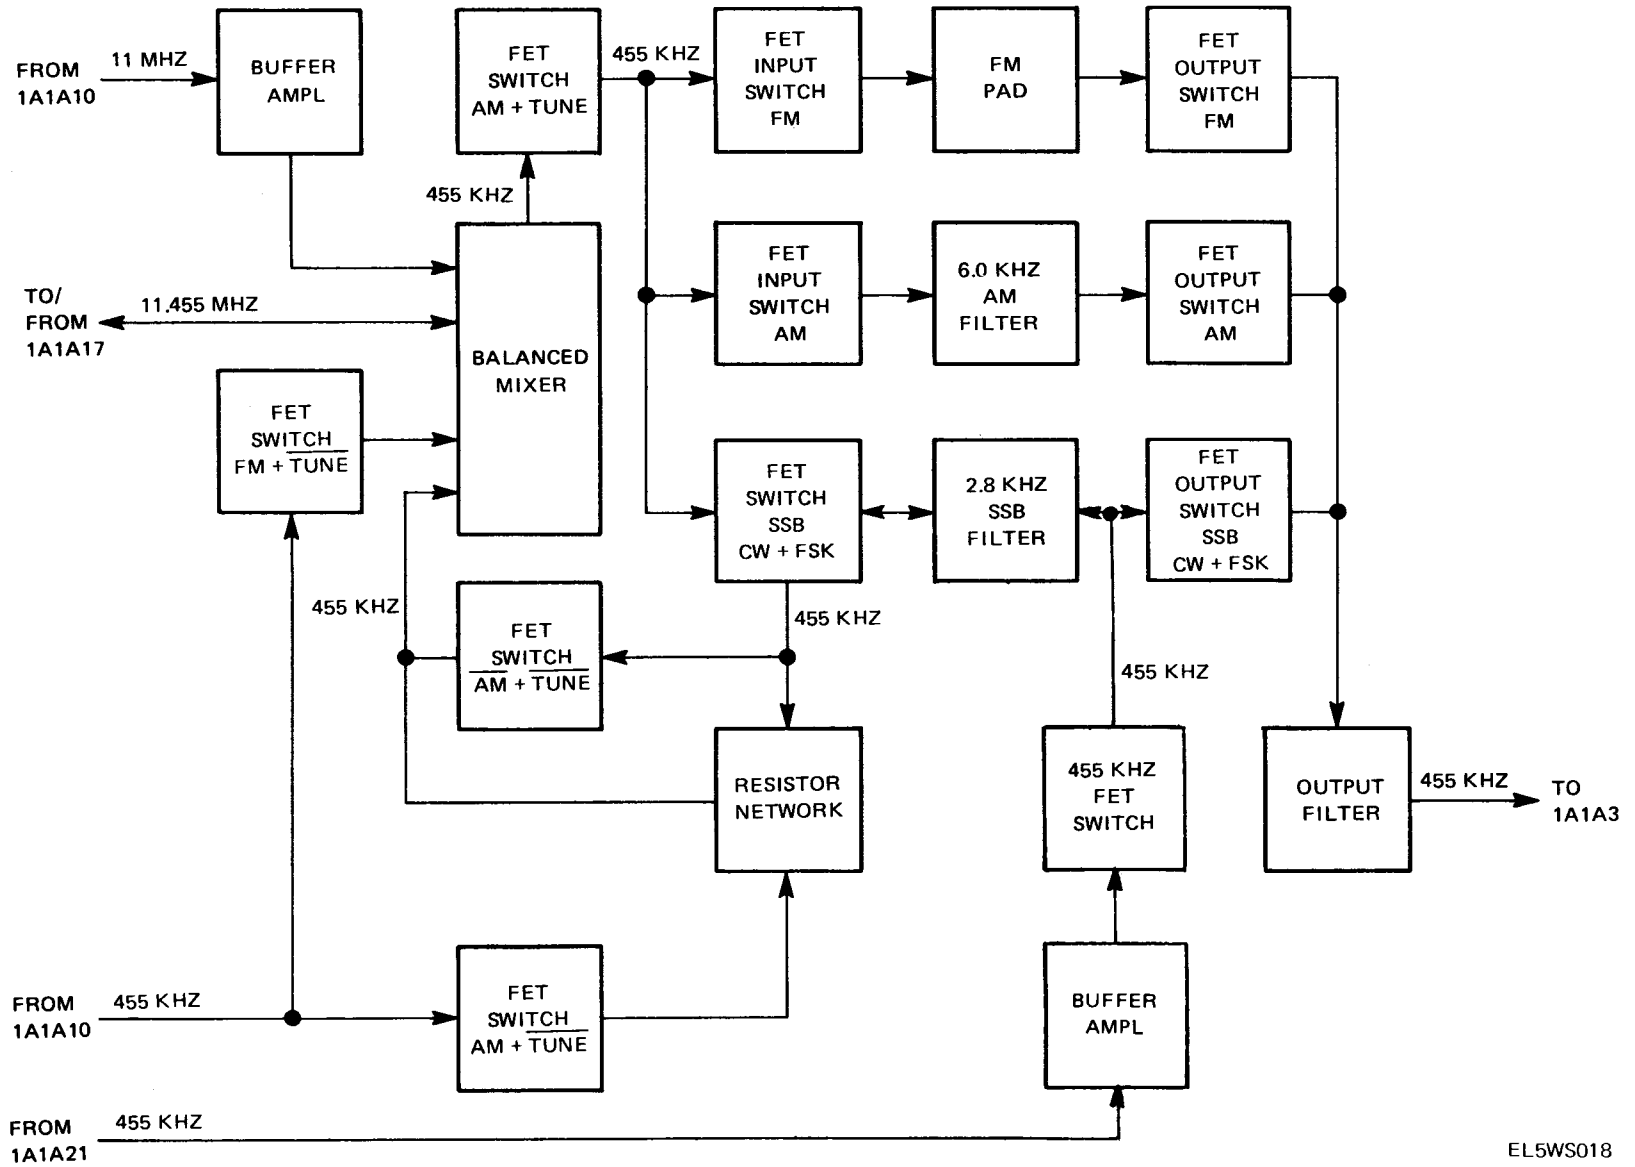 FROM
1A1A10
11 MHZ
BUFFER
AMPL
FET
SWITCH
AM + TUNE
455 KHZ
FET
INPUT
SWITCH
FM
FM
PAD
FET
OUTPUT
SWITCH
FM
455 KHZ
TO/
FROM
1A1A17
11.455 MHZ
BALANCED
MIXER
FET
INPUT
SWITCH
AM
6.0 KHZ
AM
FILTER
FET
OUTPUT
SWITCH
AM
FET
SWITCH
FM + T̅U̅N̅E̅
FET
SWITCH
SSB
CW + FSK
2.8 KHZ
SSB
FILTER
FET
OUTPUT
SWITCH
SSB
CW + FSK
455 KHZ
FET
SWITCH
A̅M̅ + T̅U̅N̅E̅
455 KHZ
455 KHZ
RESISTOR
NETWORK
455 KHZ
FET
SWITCH
OUTPUT
FILTER
455 KHZ
TO
1A1A3
FROM
1A1A10
455 KHZ
FET
SWITCH
AM + T̅U̅N̅E̅
BUFFER
AMPL
FROM
1A1A21
455 KHZ
EL5WS018